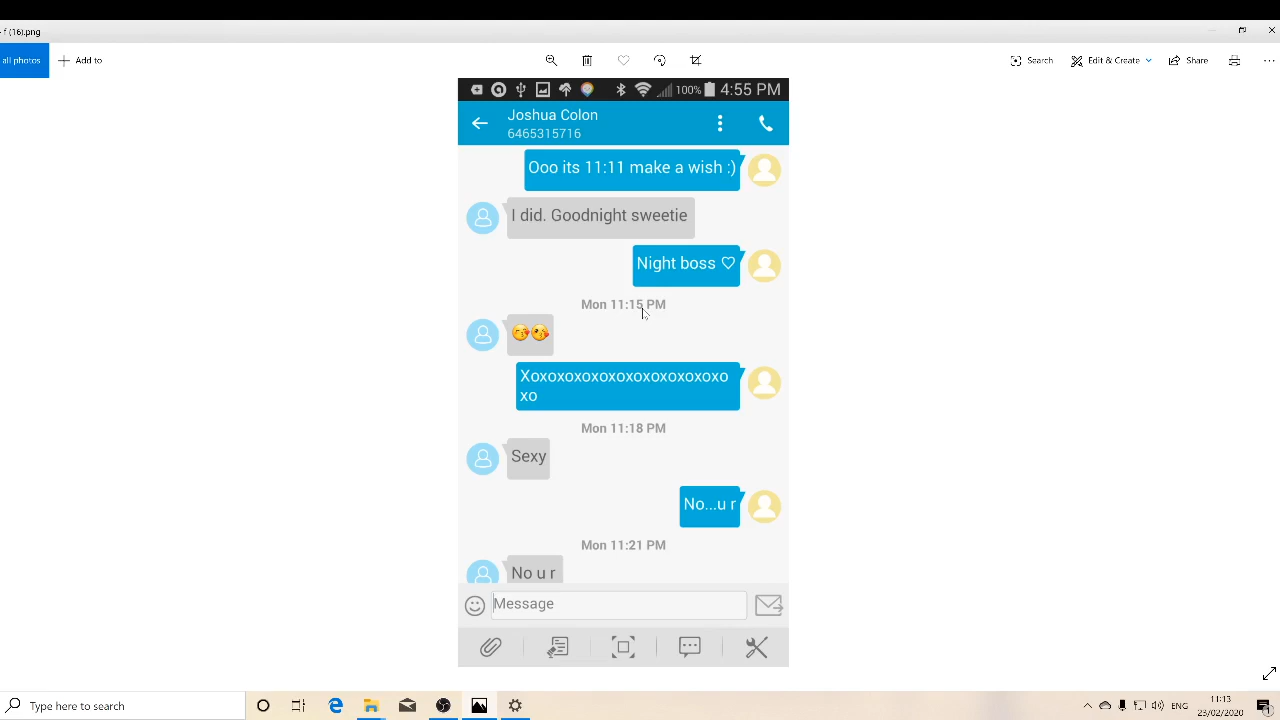 - f (16).png
all photos
Add to
Search
Edit & Create
Share
100%
4:55 PM
Joshua Colon
6465315716
Ooo its 11:11 make a wish :)
I did. Goodnight sweetie
Night boss ♡
Mon 11:15 PM
😙😘
Xoxoxoxoxoxoxoxoxoxoxoxo
xo
Mon 11:18 PM
Sexy
No...u r
Mon 11:21 PM
No u r
Message
Type here to search
ENG
11:13
23/02/2020